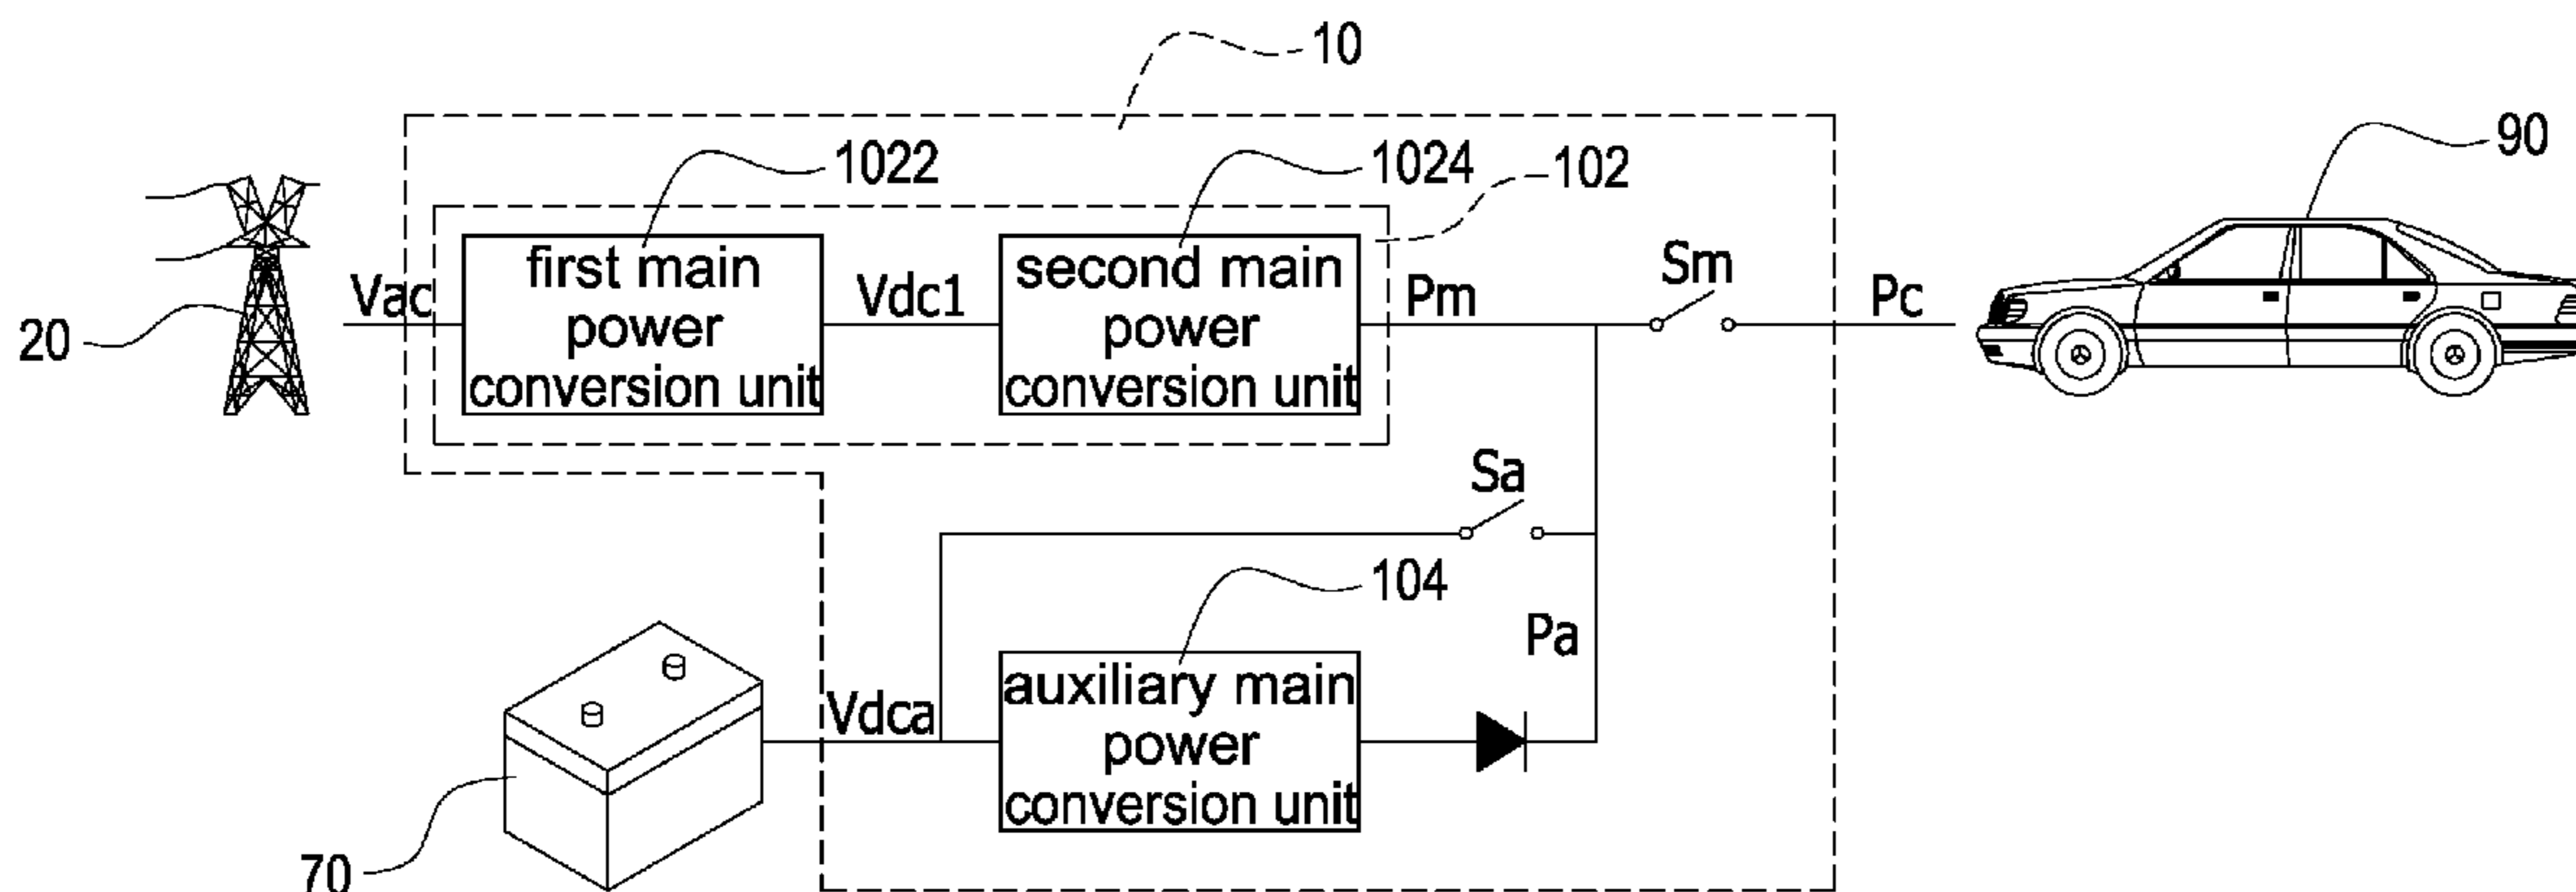 10
1022
1024
102
90
first main
power
conversion unit
second main
power
conversion unit
Vac
Vdc1
Pm
Sm
Pc
20
Sa
104
Pa
auxiliary main
power
conversion unit
Vdca
70